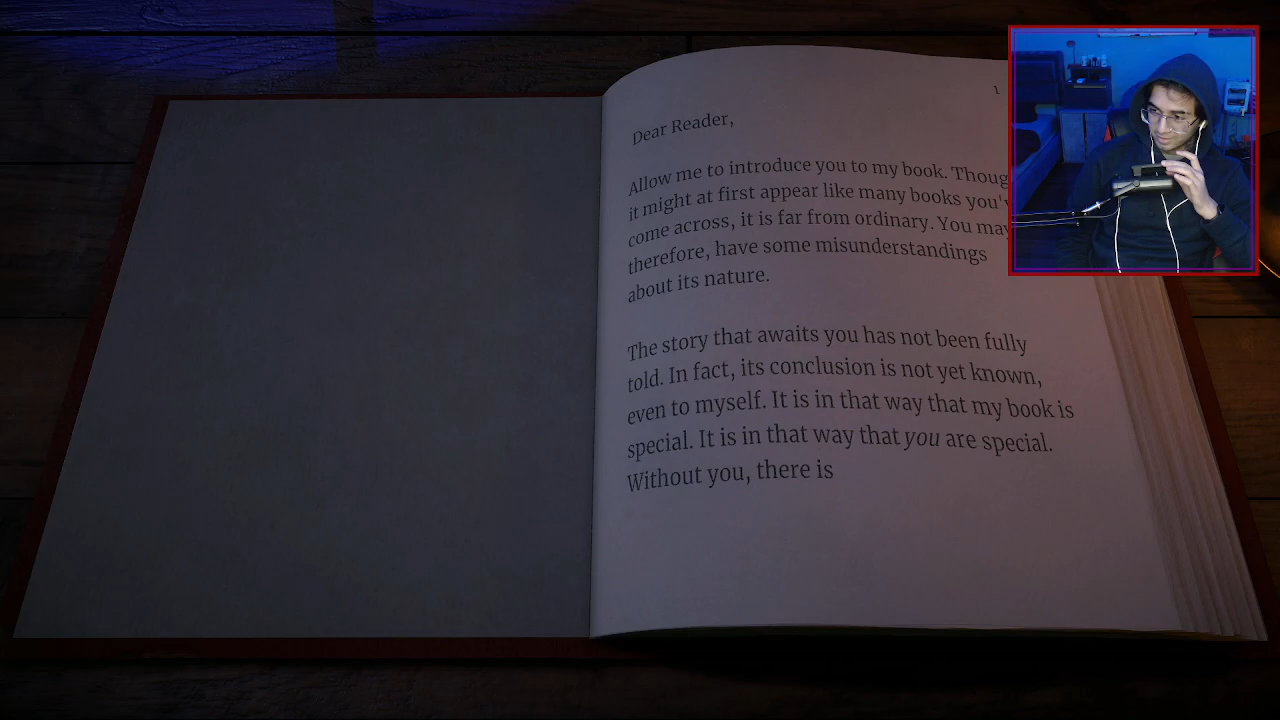 1
Dear Reader,
Allow me to introduce you to my book. Thoug
it might at first appear like many books you'
come across, it is far from ordinary. You may
therefore, have some misunderstandings
about its nature.
The story that awaits you has not been fully
told. In fact, its conclusion is not yet known,
even to myself. It is in that way that my book is
special. It is in that way that you are special.
Without you, there is